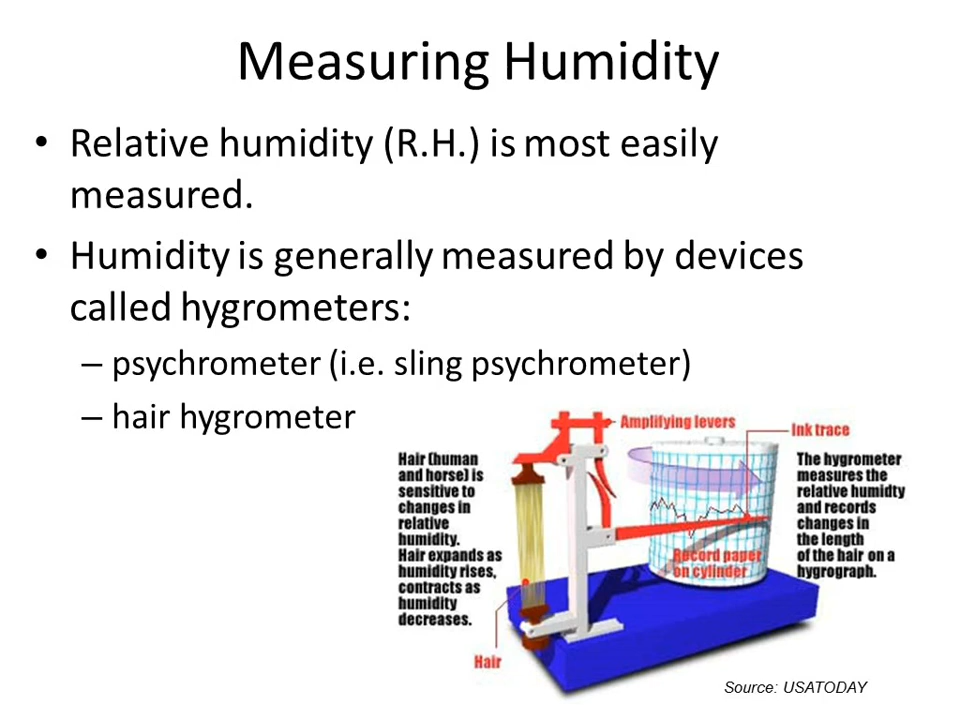 Measuring Humidity
• Relative humidity (R.H.) is most easily
measured.
• Humidity is generally measured by devices
called hygrometers:
– psychrometer (i.e. sling psychrometer)
– hair hygrometer
Amplifying levers
Ink trace
Hair (human
and horse) is
sensitive to
changes in
relative
humidity.
Hair expands as
humidity rises,
contracts as
humidity
decreases.
The hygrometer
measures the
relative humidty
and records
changes in
the length
of the hair on a
hygrograph.
Record paper
on cylinder
Hair
Source: USATODAY